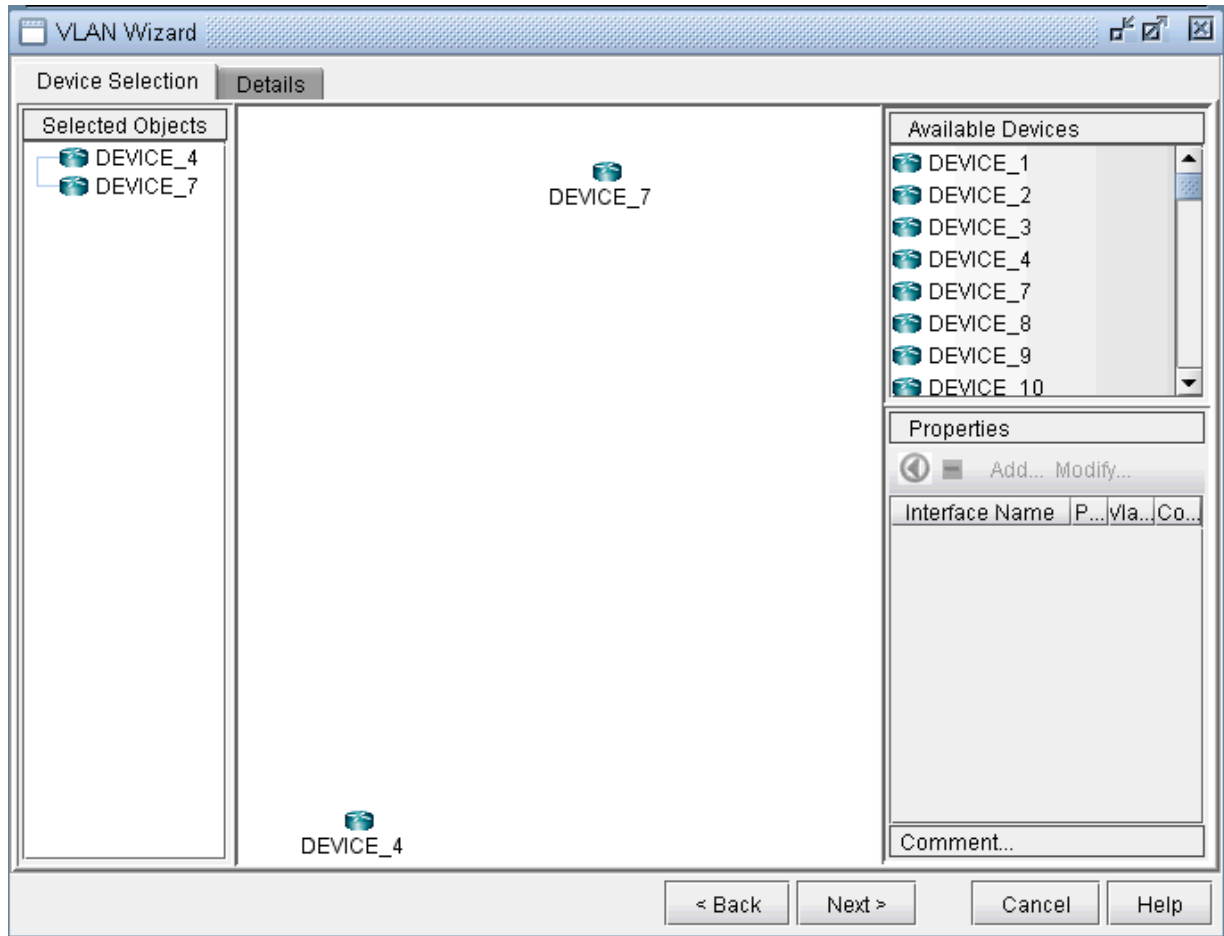 VLAN Wizard
Device Selection
Details
Selected Objects
DEVICE_4
DEVICE_7
DEVICE_7
DEVICE_4
Available Devices
DEVICE_1
DEVICE_2
DEVICE_3
DEVICE_4
DEVICE_7
DEVICE_8
DEVICE_9
DEVICE_10
Properties
Add... Modify...
Interface Name P... Vla... Co...
Comment...
< Back Next > Cancel Help